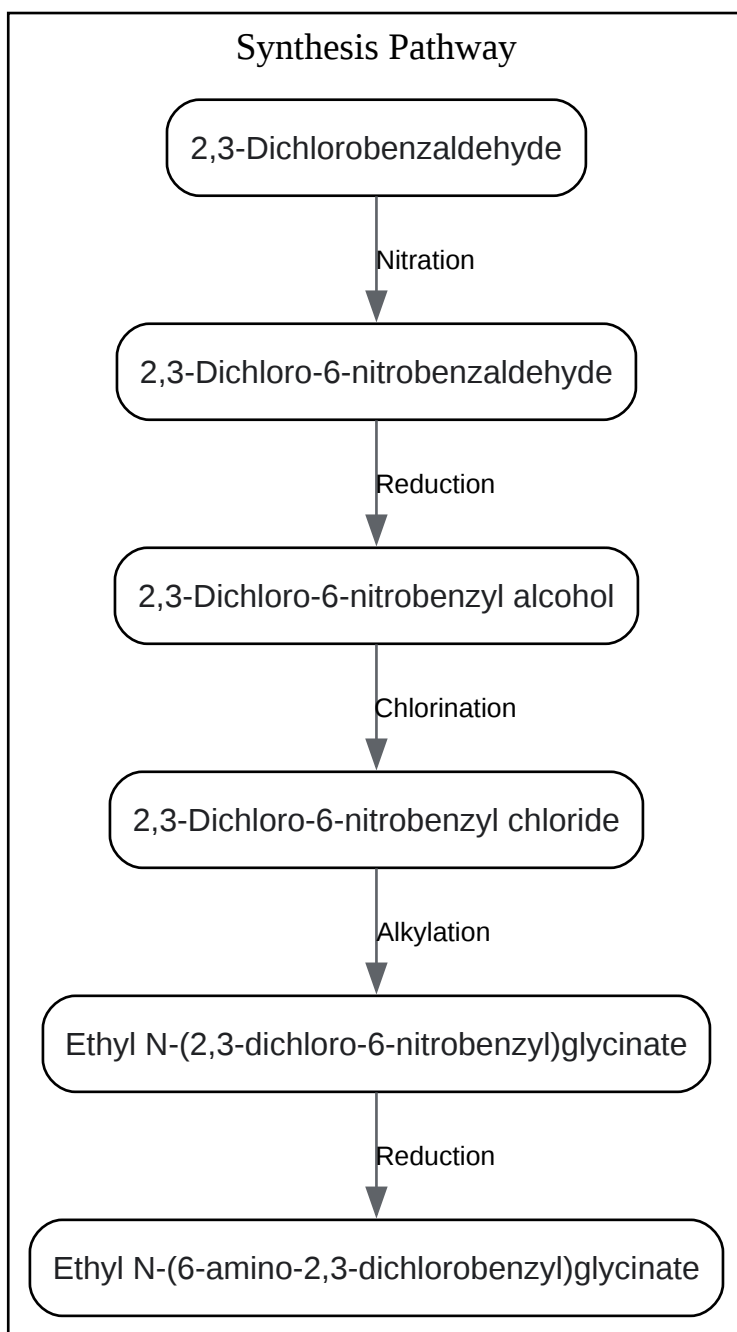 Synthesis Pathway
2,3-Dichlorobenzaldehyde
Nitration
2,3-Dichloro-6-nitrobenzaldehyde
Reduction
2,3-Dichloro-6-nitrobenzyl alcohol
Chlorination
2,3-Dichloro-6-nitrobenzyl chloride
Alkylation
Ethyl N-(2,3-dichloro-6-nitrobenzyl)glycinate
Reduction
Ethyl N-(6-amino-2,3-dichlorobenzyl)glycinate